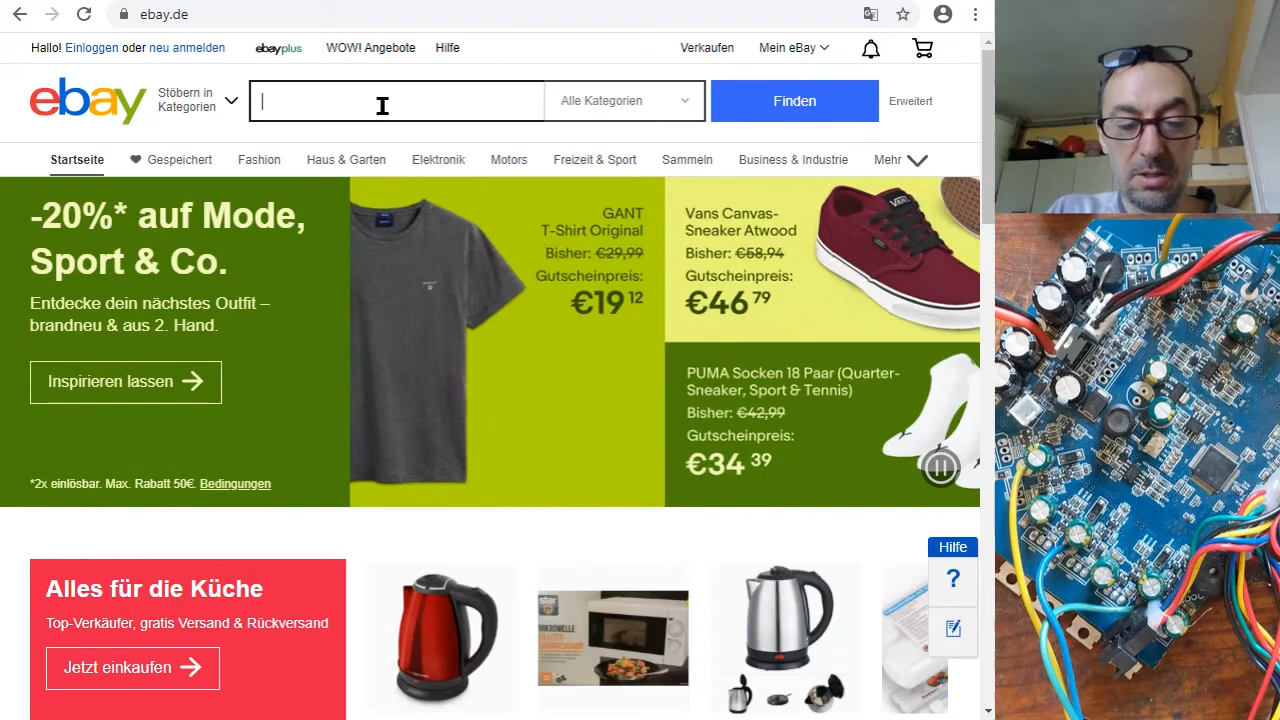 ebay.de
Hallo! Einloggen oder neu anmelden
ebayplus
WOW! Angebote
Hilfe
Verkaufen
Mein eBay
ebay
Stöbern in
Kategorien
Alle Kategorien
Finden
Erweitert
Startseite
Gespeichert
Fashion
Haus & Garten
Elektronik
Motors
Freizeit & Sport
Sammeln
Business & Industrie
Mehr
-20%* auf Mode,
Sport & Co.
Entdecke dein nächstes Outfit –
brandneu & aus 2. Hand.
Inspirieren lassen
*2x einlösbar. Max. Rabatt 50€. Bedingungen
GANT
T-Shirt Original
Bisher: €29,99
Gutscheinpreis:
€19 12
Vans Canvas-
Sneaker Atwood
Bisher: €58,94
Gutscheinpreis:
€46 79
VANS
PUMA Socken 18 Paar (Quarter-
Sneaker, Sport & Tennis)
Bisher: €42,99
Gutscheinpreis:
€34 39
Hilfe
?
Alles für die Küche
Top-Verkäufer, gratis Versand & Rückversand
Jetzt einkaufen
star